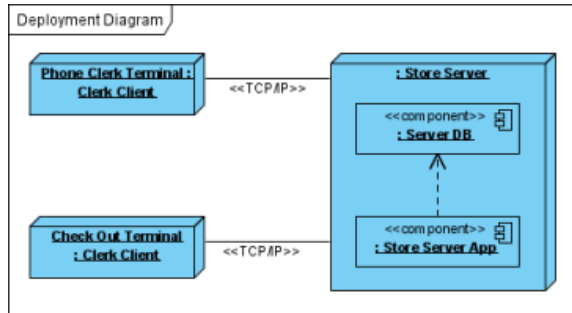 Deployment Diagram
Phone Clerk Terminal :
Clerk Client
<<TCP/IP>>
: Store Server
<<component>>
: Server DB
<<component>>
: Store Server App
Check Out Terminal
: Clerk Client
<<TCP/IP>>